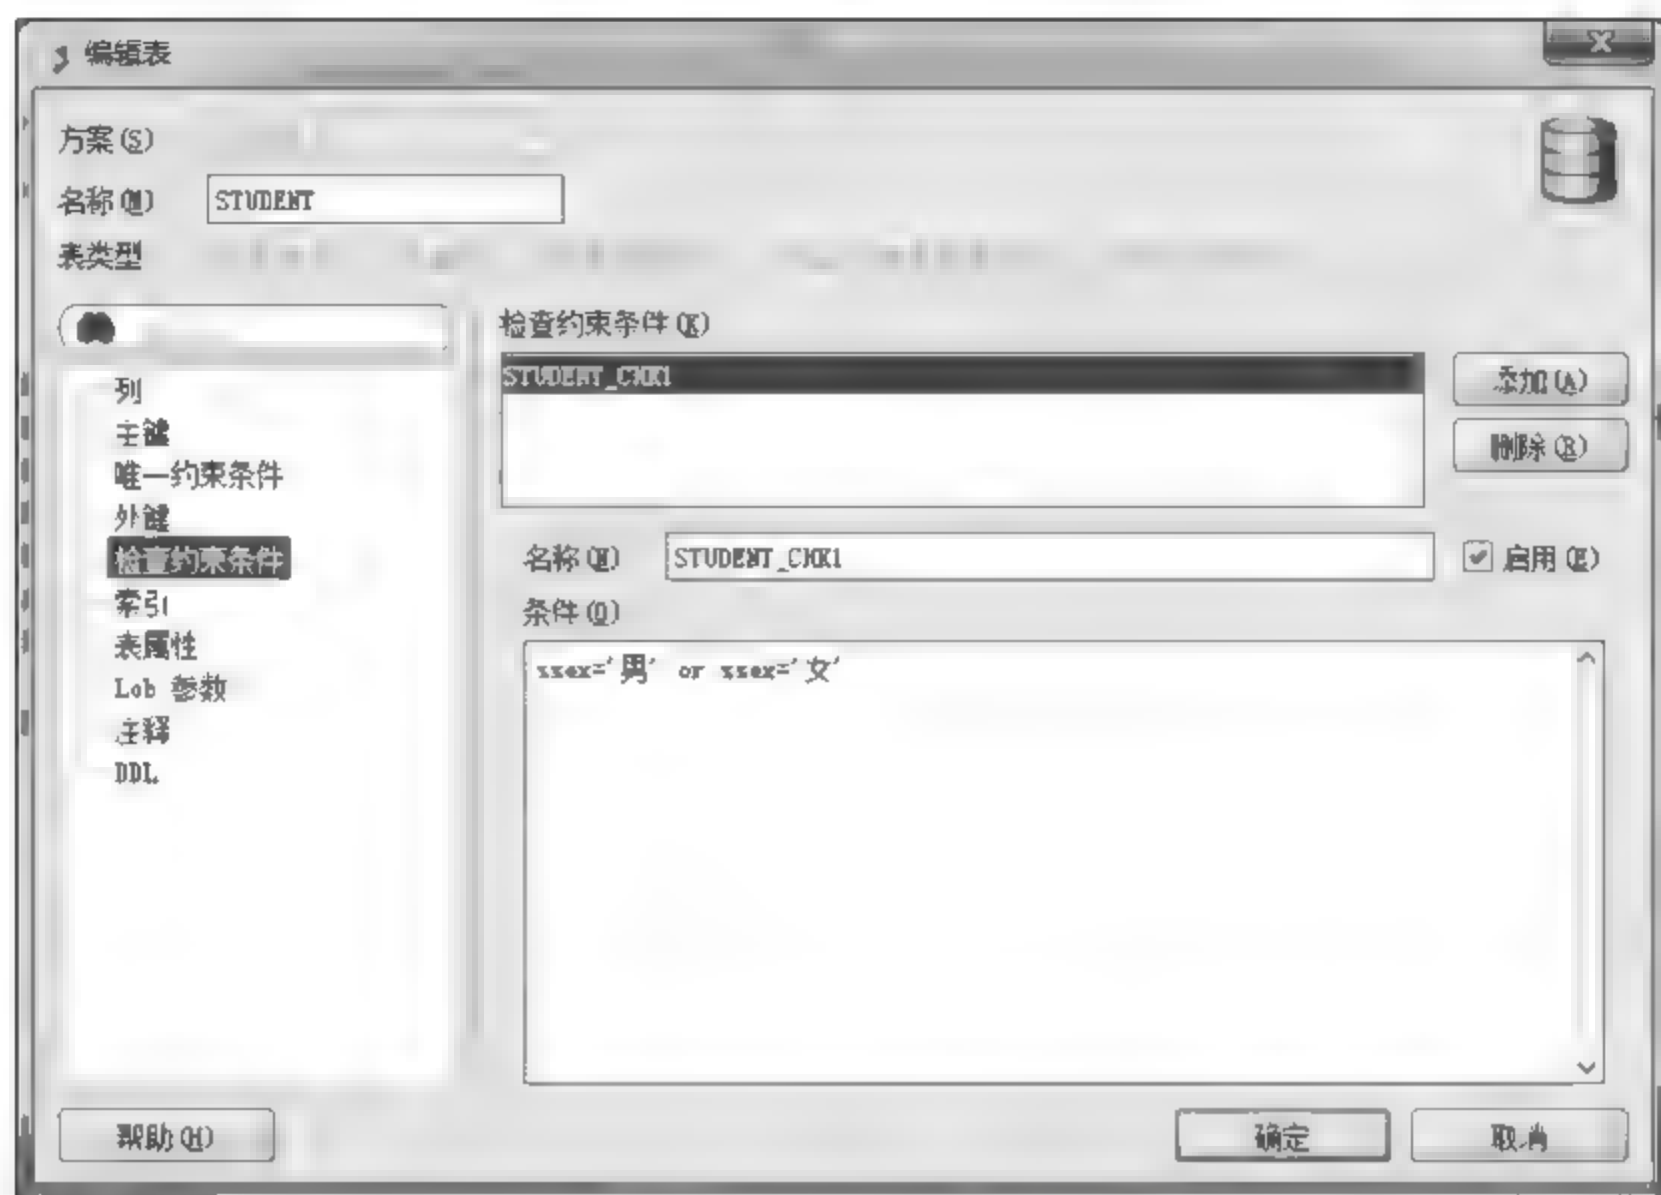 编辑表
方案(S)
名称(M) STUDENT
表类型
检查约束条件(K)
STUDENT_CHK1
添加(A)
删除(R)
列
主键
唯一约束条件
外键
检查约束条件
索引
表属性
Lob 参数
注释
DDL
名称(N) STUDENT_CHK1 启用(E)
条件(O)
ssex='男' or ssex='女'
帮助(H) 确定 取消